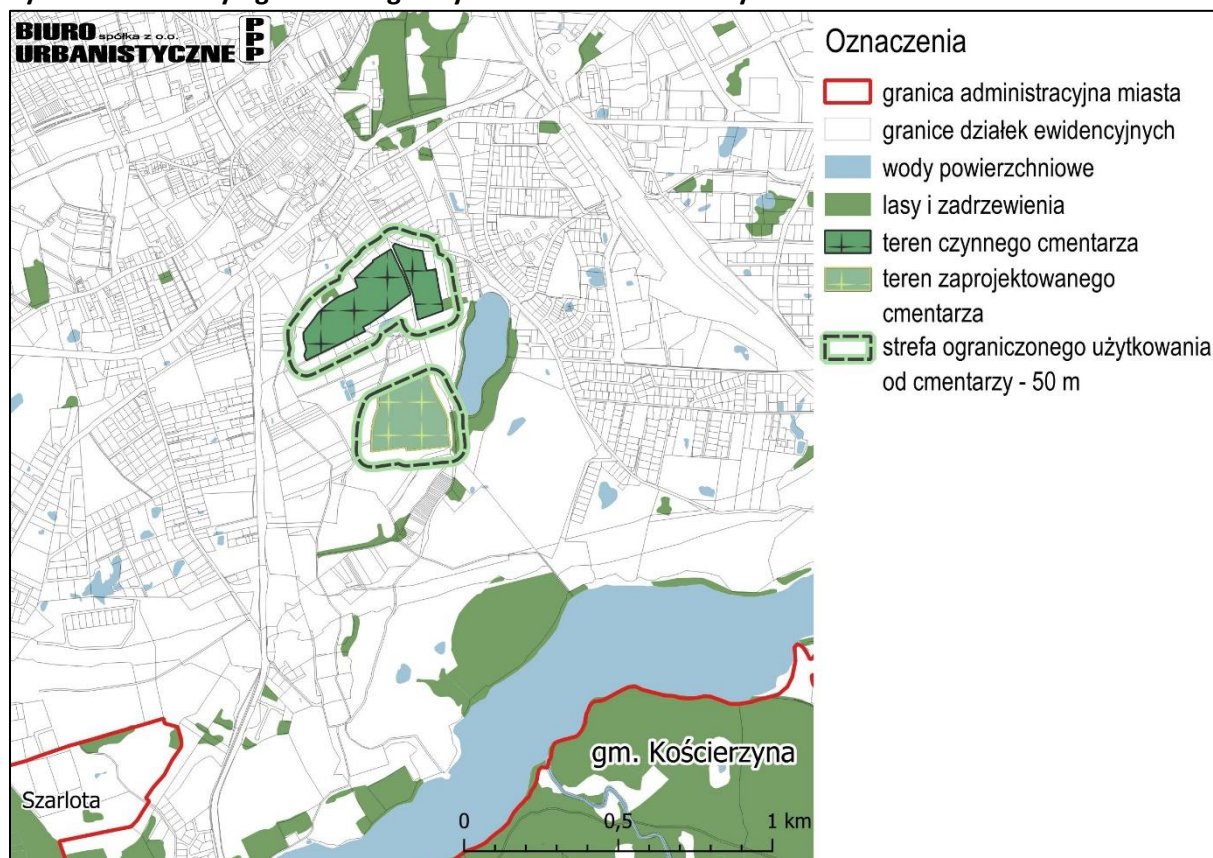 BIURO spółka z o.o.
URBANISTYCZNE
PPP
Oznaczenia
granica administracyjna miasta
granice działek ewidencyjnych
wody powierzchniowe
lasy i zadrzewienia
teren czynnego cmentarza
teren zaprojektowanego
cmentarza
strefa ograniczonego użytkowania
od cmentarzy - 50 m
gm. Kościerzyna
Szarlota
0 0,5 1 km